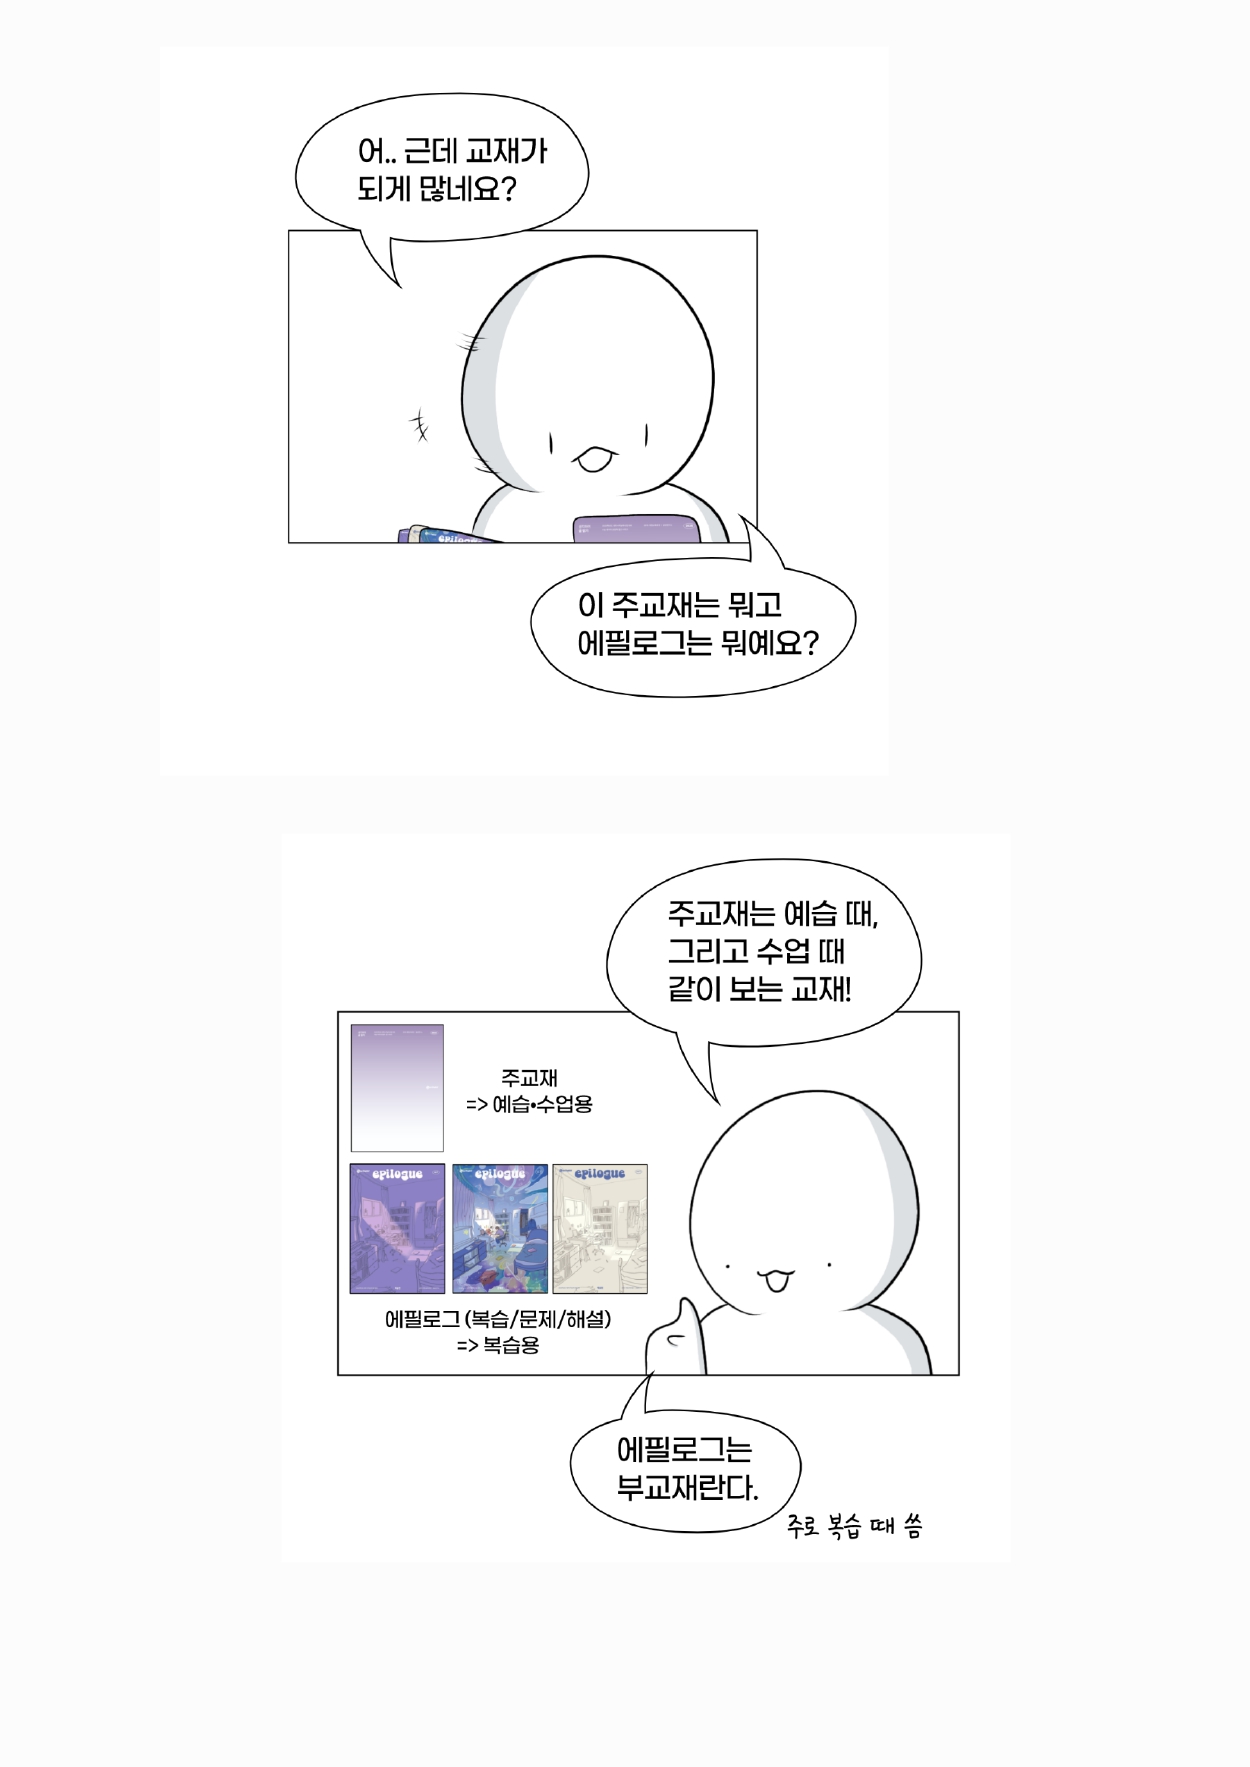 어.. 근데 교재가
되게 많네요?
epilogue
이 주교재는 뭐고
에필로그는 뭐예요?
주교재는 예습 때,
그리고 수업 때
같이 보는 교재!
주교재
=> 예습•수업용
epilogue
epilogue
epilogue
에필로그 (복습/문제/해설)
=> 복습용
에필로그는
부교재란다.
주로 복습 때 씀